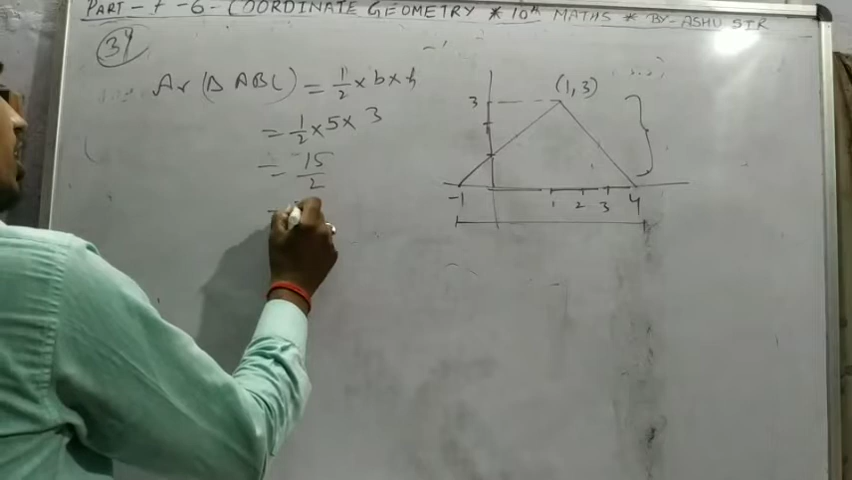 PART-7-6-COORDINATE GEOMETRY * 10th MATHS * BY-ASHU SIR
34
Ar (Δ ABC) = 1/2 × b × h
= 1/2 × 5 × 3
= 15/2
=
(1,3)
3
-1 1 2 3 4